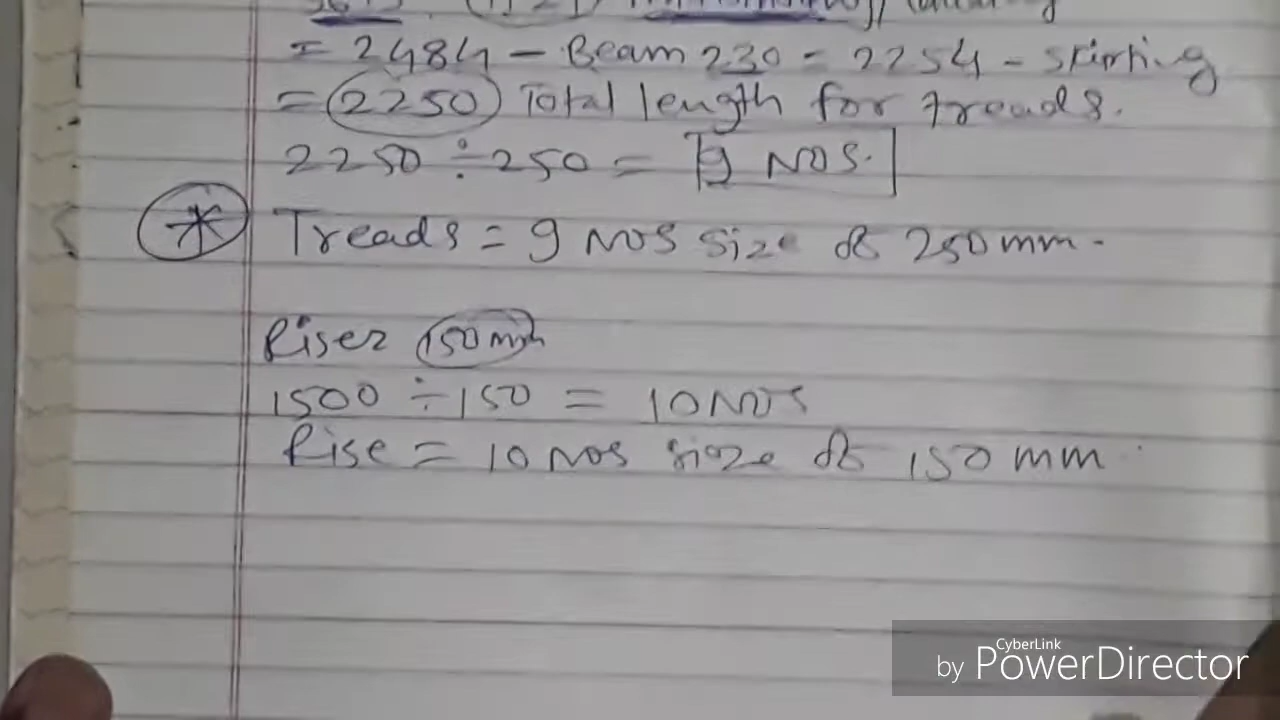 = 2484 - Beam 230 = 2254 - Skirting
= 2250 Total length for treads.
2250 ÷ 250 = 9 NOS.
* Treads = 9 NOS size of 250 mm.
Riser 150 mm
1500 ÷ 150 = 10 NOS
Rise = 10 Nos size of 150 mm
CyberLink
by PowerDirector